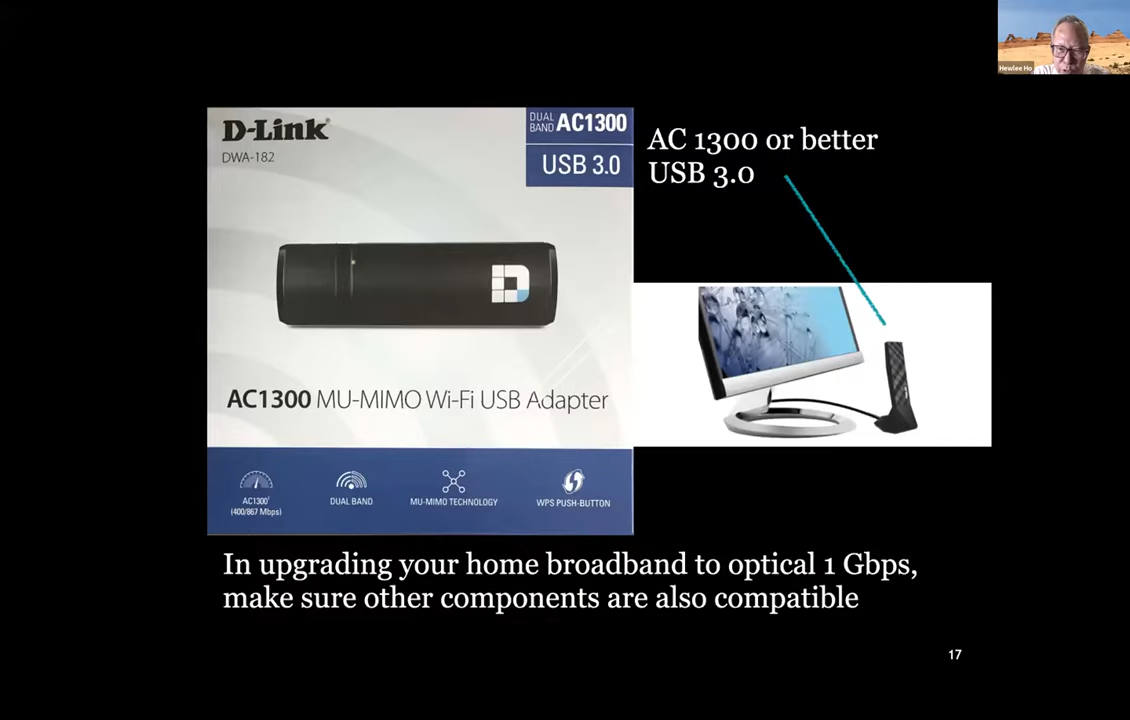 Hewlee Ho
D-Link®
DWA-182
DUAL BAND AC1300
USB 3.0
AC 1300 or better
USB 3.0
AC1300 MU-MIMO Wi-Fi USB Adapter
AC1300
(400/867 Mbps)
DUAL BAND
MU-MIMO TECHNOLOGY
WPS PUSH-BUTTON
In upgrading your home broadband to optical 1 Gbps,
make sure other components are also compatible
17